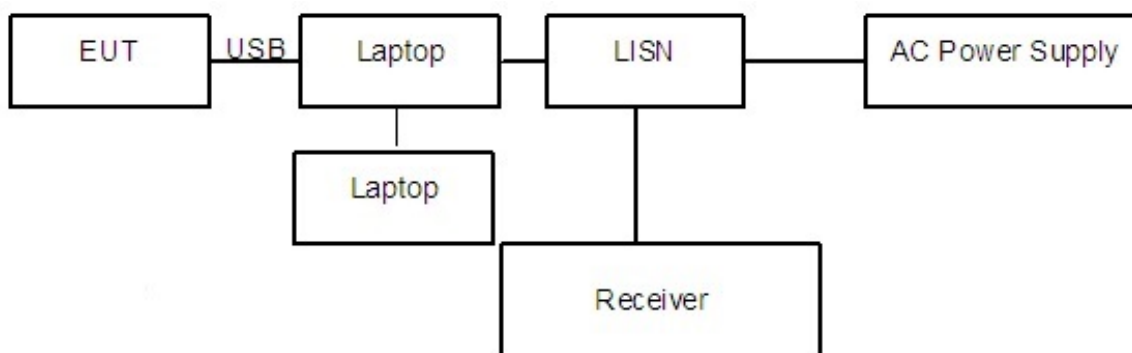 EUT
USB
Laptop
LISN
AC Power Supply
Laptop
Receiver